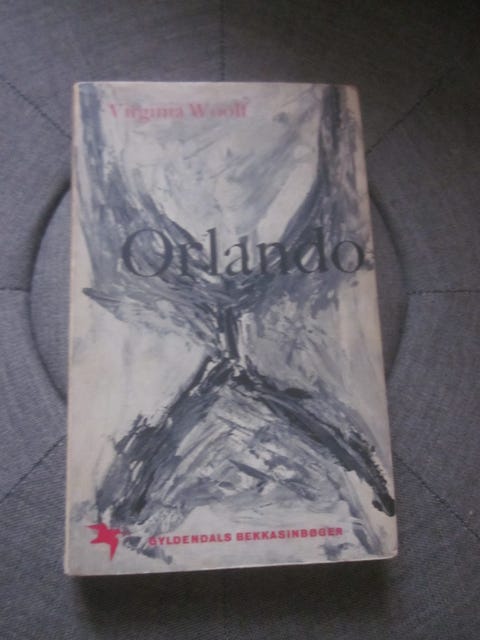 Virginia Woolf
Orlando
GYLDENDALS BEKKASINBØGER